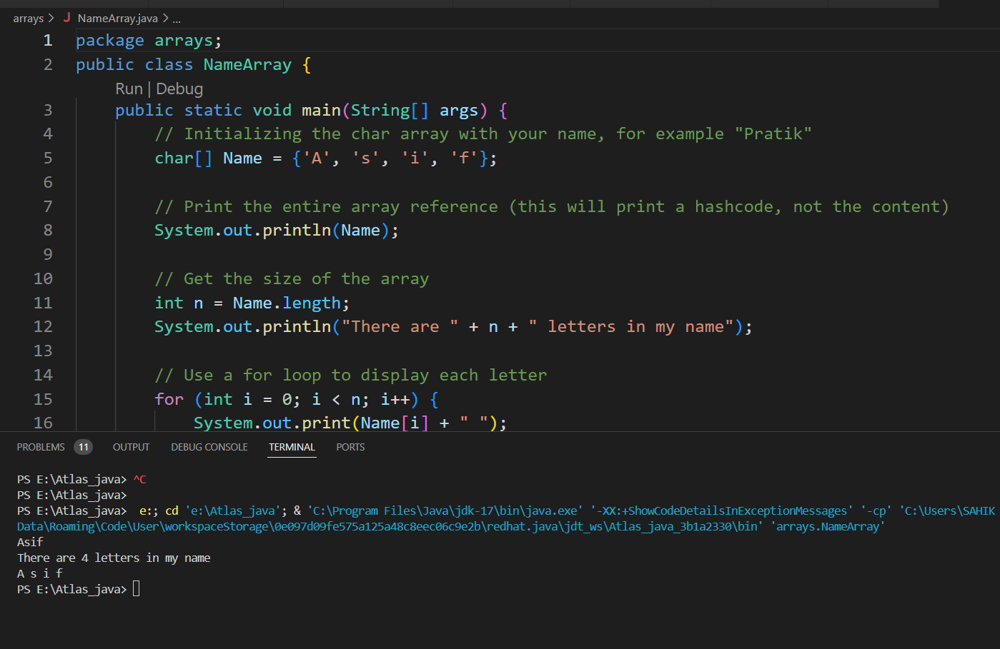 arrays > J NameArray.java > ...
1 package arrays;
2 public class NameArray {
Run | Debug
3 public static void main(String[] args) {
4 // Initializing the char array with your name, for example "Pratik"
5 char[] Name = {'A', 's', 'i', 'f'};
6
7 // Print the entire array reference (this will print a hashcode, not the content)
8 System.out.println(Name);
9
10 // Get the size of the array
11 int n = Name.length;
12 System.out.println("There are " + n + " letters in my name");
13
14 // Use a for loop to display each letter
15 for (int i = 0; i < n; i++) {
16 System.out.print(Name[i] + " ");
PROBLEMS 11 OUTPUT DEBUG CONSOLE TERMINAL PORTS
PS E:\Atlas_java> ^C
PS E:\Atlas_java>
PS E:\Atlas_java>  e:; cd 'e:\Atlas_java'; & 'C:\Program Files\Java\jdk-17\bin\java.exe' '-XX:+ShowCodeDetailsInExceptionMessages' '-cp' 'C:\Users\SAHIK
Data\Roaming\Code\User\workspaceStorage\0e097d09fe575a125a48c8eec06c9e2b\redhat.java\jdt_ws\Atlas_java_3b1a2330\bin' 'arrays.NameArray'
Asif
There are 4 letters in my name
A s i f
PS E:\Atlas_java>